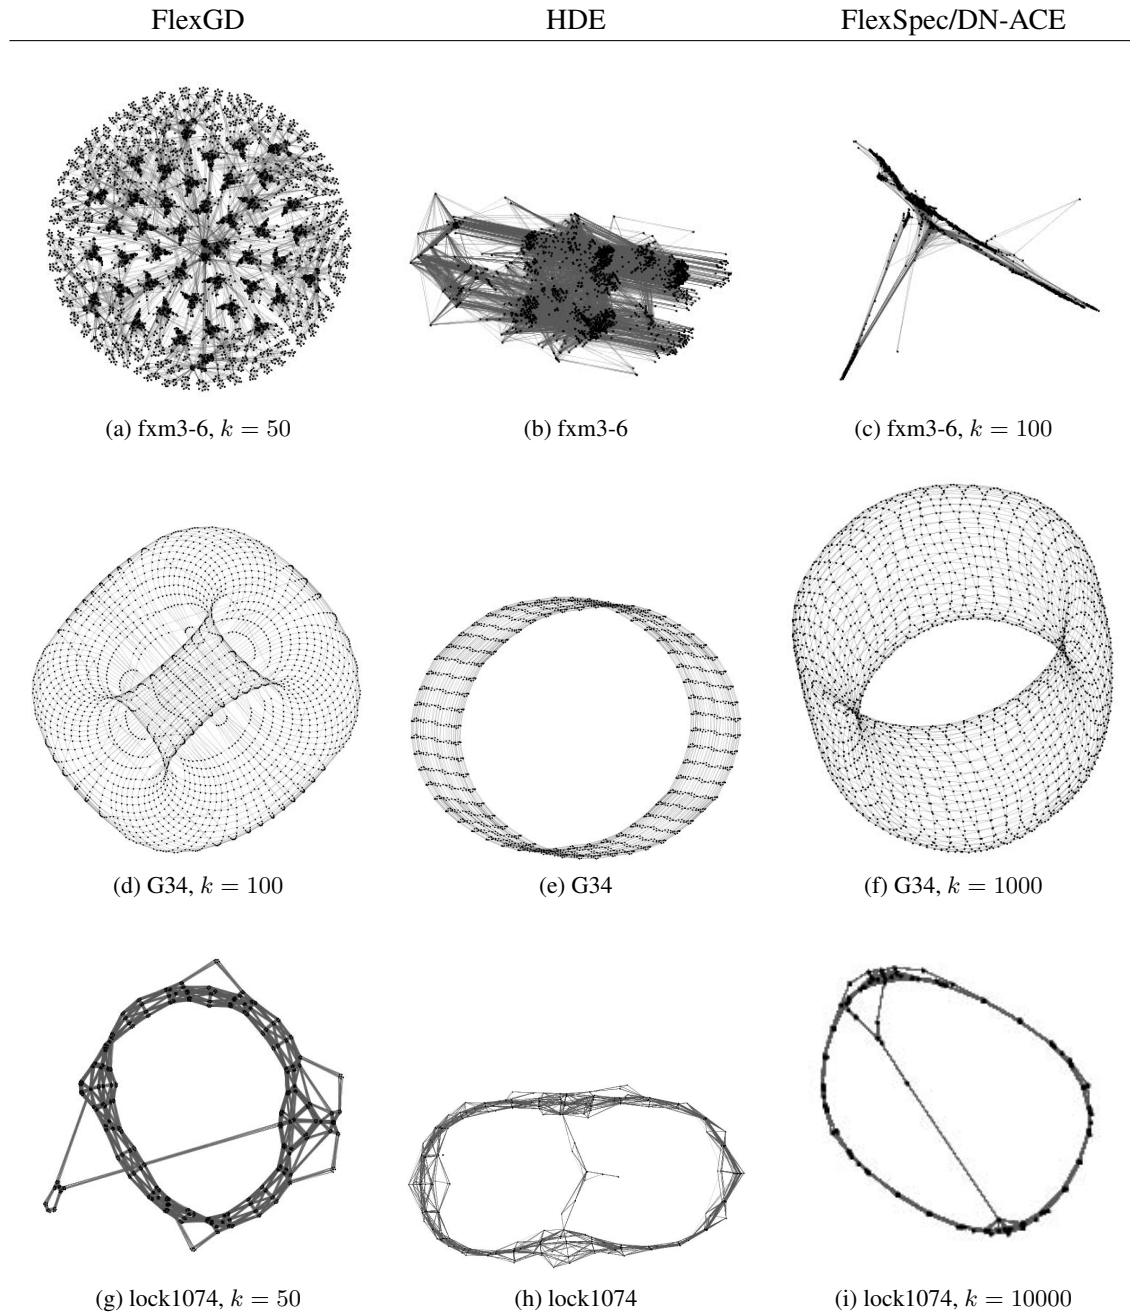 FlexGD HDE FlexSpec/DN-ACE
(a) fxm3-6, k = 50 (b) fxm3-6 (c) fxm3-6, k = 100
(d) G34, k = 100 (e) G34 (f) G34, k = 1000
(g) lock1074, k = 50 (h) lock1074 (i) lock1074, k = 10000